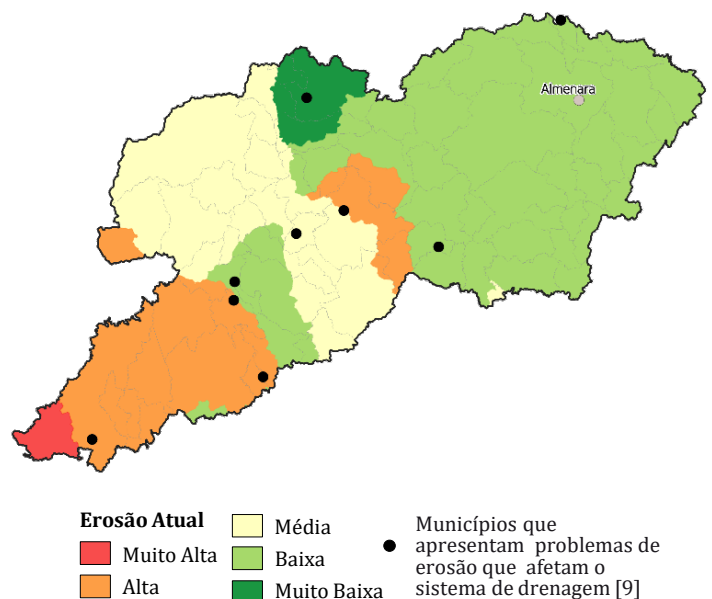 Almenara
Erosão Atual
Muito Alta
Alta
Média
Baixa
Muito Baixa
Municípios que
apresentam problemas de
erosão que afetam o
sistema de drenagem [9]